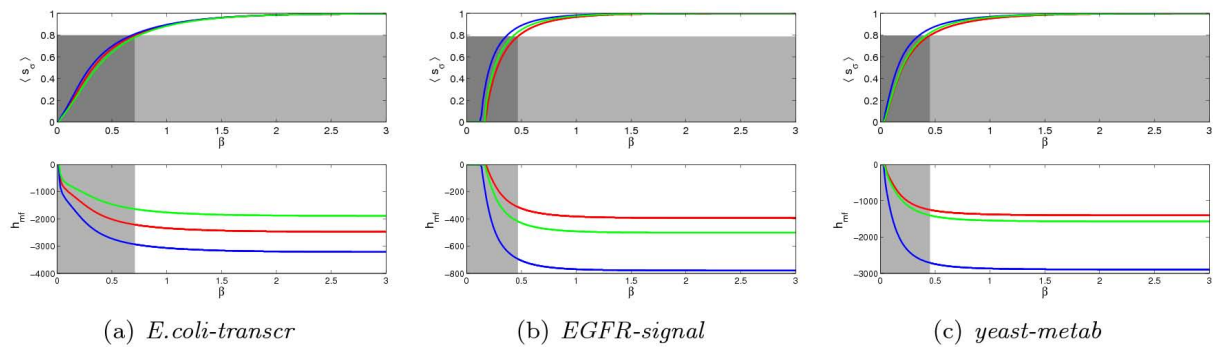 1
0.8
0.6
0.4
0.2
0
⟨ s_σ ⟩
0 0.5 1 1.5 2 2.5 3
β
0
−1000
−2000
−3000
−4000
h_mf
0 0.5 1 1.5 2 2.5 3
β
(a) E.coli-transcr
1
0.8
0.6
0.4
0.2
0
⟨ s_σ ⟩
0 0.5 1 1.5 2 2.5 3
β
0
−200
−400
−600
−800
h_mf
0 0.5 1 1.5 2 2.5 3
β
(b) EGFR-signal
1
0.8
0.6
0.4
0.2
0
⟨ s_σ ⟩
0 0.5 1 1.5 2 2.5 3
β
0
−1000
−2000
−3000
h_mf
0 0.5 1 1.5 2 2.5 3
β
(c) yeast-metab